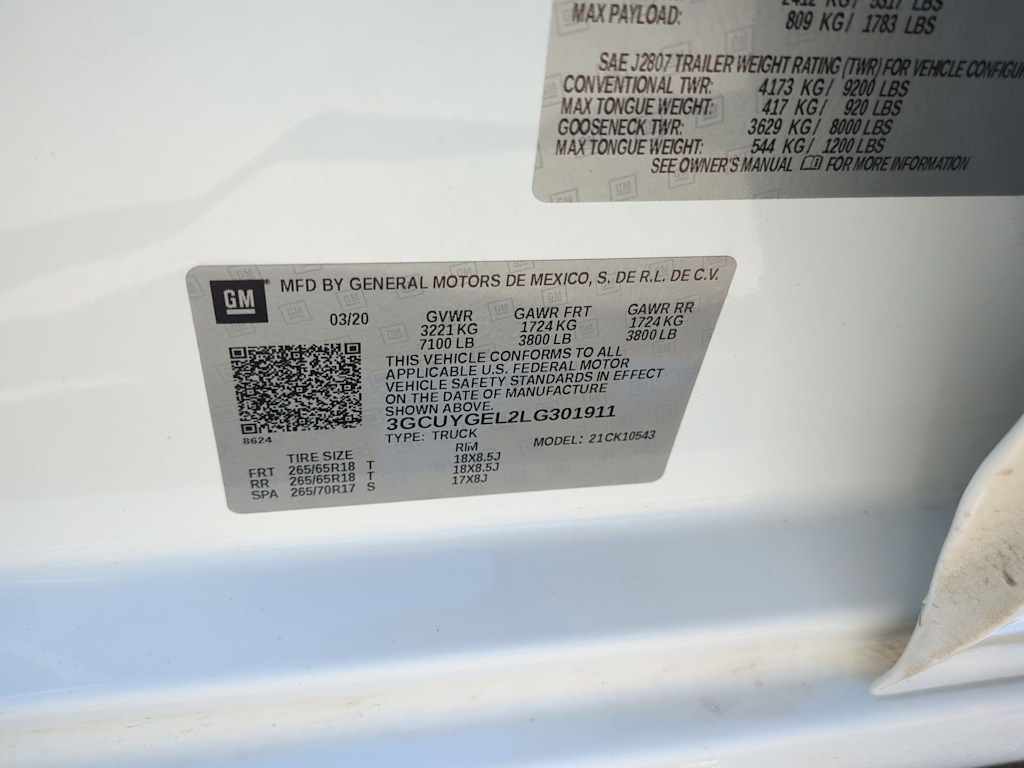 MAX PAYLOAD: 809 KG/ 1783 LBS
SAE J2807 TRAILER WEIGHT RATING (TWR) FOR VEHICLE
CONVENTIONAL TWR: 4173 KG/ 9200 LBS
MAX TONGUE WEIGHT: 417 KG/ 920 LBS
GOOSENECK TWR: 3629 KG/ 8000 LBS
MAX TONGUE WEIGHT: 544 KG/ 1200 LBS
SEE OWNER'S MANUAL FOR MORE INFORMATION
GM
GM ® MFD BY GENERAL MOTORS DE MEXICO, S. DE R.L. DE C.V.
03/20 GVWR GAWR FRT GAWR RR
3221 KG 1724 KG 1724 KG
7100 LB 3800 LB 3800 LB
THIS VEHICLE CONFORMS TO ALL
APPLICABLE U.S. FEDERAL MOTOR
VEHICLE SAFETY STANDARDS IN EFFECT
ON THE DATE OF MANUFACTURE
SHOWN ABOVE.
3GCUYGEL2LG301911
8624 TYPE: TRUCK MODEL: 21CK10543
TIRE SIZE RIM
FRT 265/65R18 T 18X8.5J
RR 265/65R18 T 18X8.5J
SPA 265/70R17 S 17X8J